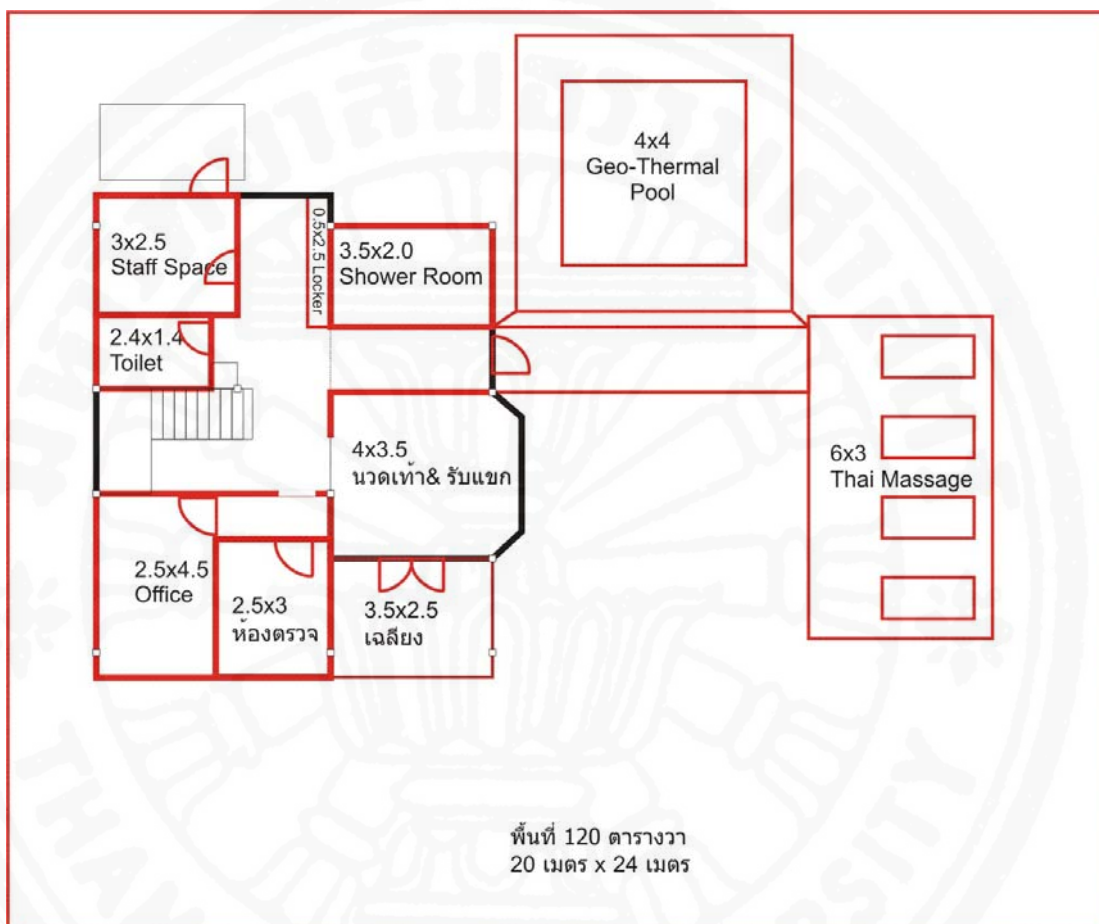 4x4
Geo-Thermal
Pool
0.5x2.5 Locker
3x2.5
Staff Space
3.5x2.0
Shower Room
2.4x1.4
Toilet
4x3.5
นวดเท้า& รับแขก
6x3
Thai Massage
2.5x4.5
Office
2.5x3
ห้องตรวจ
3.5x2.5
เฉลียง
พื้นที่ 120 ตารางวา
20 เมตร x 24 เมตร